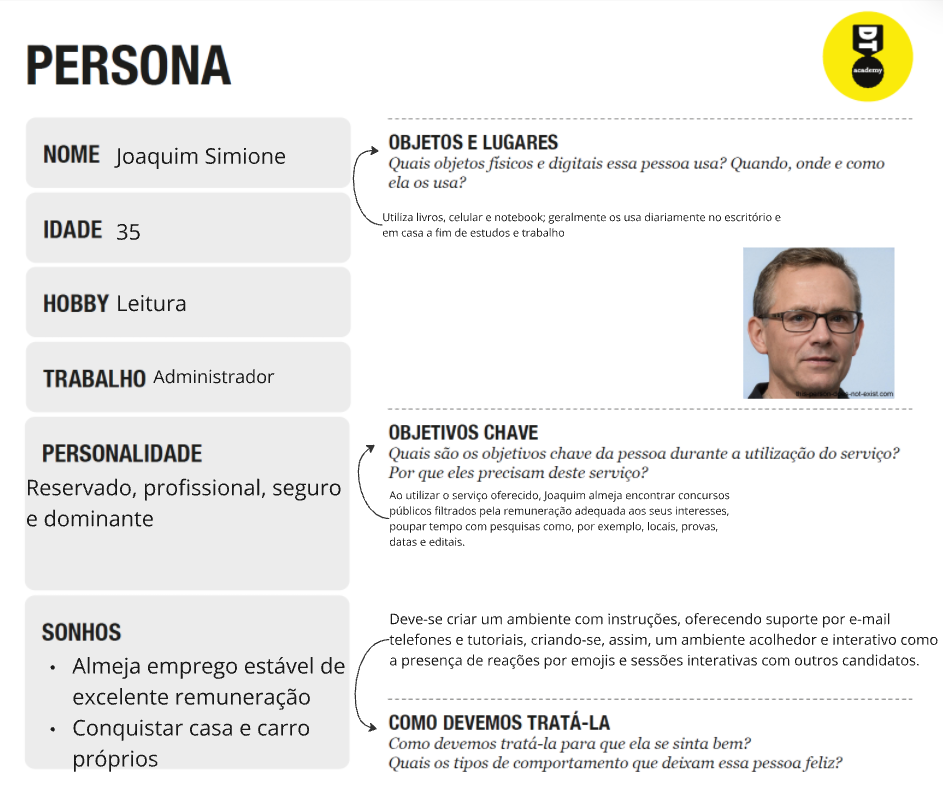 PERSONA
DT
academy
NOME Joaquim Simione
IDADE 35
HOBBY Leitura
TRABALHO Administrador
PERSONALIDADE
Reservado, profissional, seguro
e dominante
SONHOS
• Almeja emprego estável de
excelente remuneração
• Conquistar casa e carro
próprios
OBJETOS E LUGARES
Quais objetos físicos e digitais essa pessoa usa? Quando, onde e como
ela os usa?
Utiliza livros, celular e notebook; geralmente os usa diariamente no escritório e
em casa a fim de estudos e trabalho
OBJETIVOS CHAVE
Quais são os objetivos chave da pessoa durante a utilização do serviço?
Por que eles precisam deste serviço?
Ao utilizar o serviço oferecido, Joaquim almeja encontrar concursos
públicos filtrados pela remuneração adequada aos seus interesses,
poupar tempo com pesquisas como, por exemplo, locais, provas,
datas e editais.
Deve-se criar um ambiente com instruções, oferecendo suporte por e-mail
telefones e tutoriais, criando-se, assim, um ambiente acolhedor e interativo como
a presença de reações por emojis e sessões interativas com outros candidatos.
COMO DEVEMOS TRATÁ-LA
Como devemos tratá-la para que ela se sinta bem?
Quais os tipos de comportamento que deixam essa pessoa feliz?